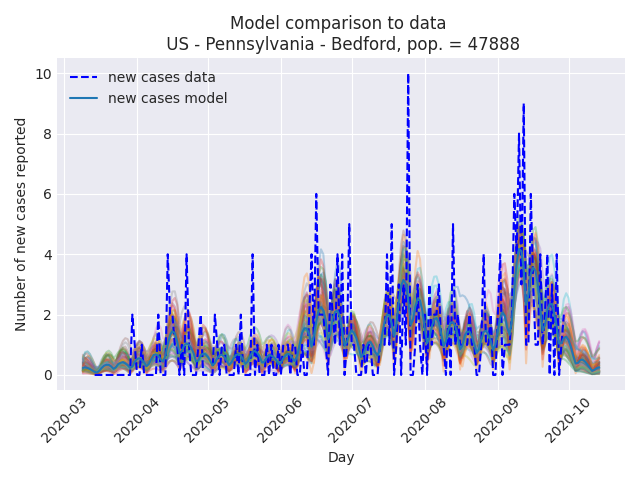 Model comparison to data
US - Pennsylvania - Bedford, pop. = 47888
new cases data
new cases model
Number of new cases reported
10
8
6
4
2
0
2020-03
2020-04
2020-05
2020-06
2020-07
2020-08
2020-09
2020-10
Day